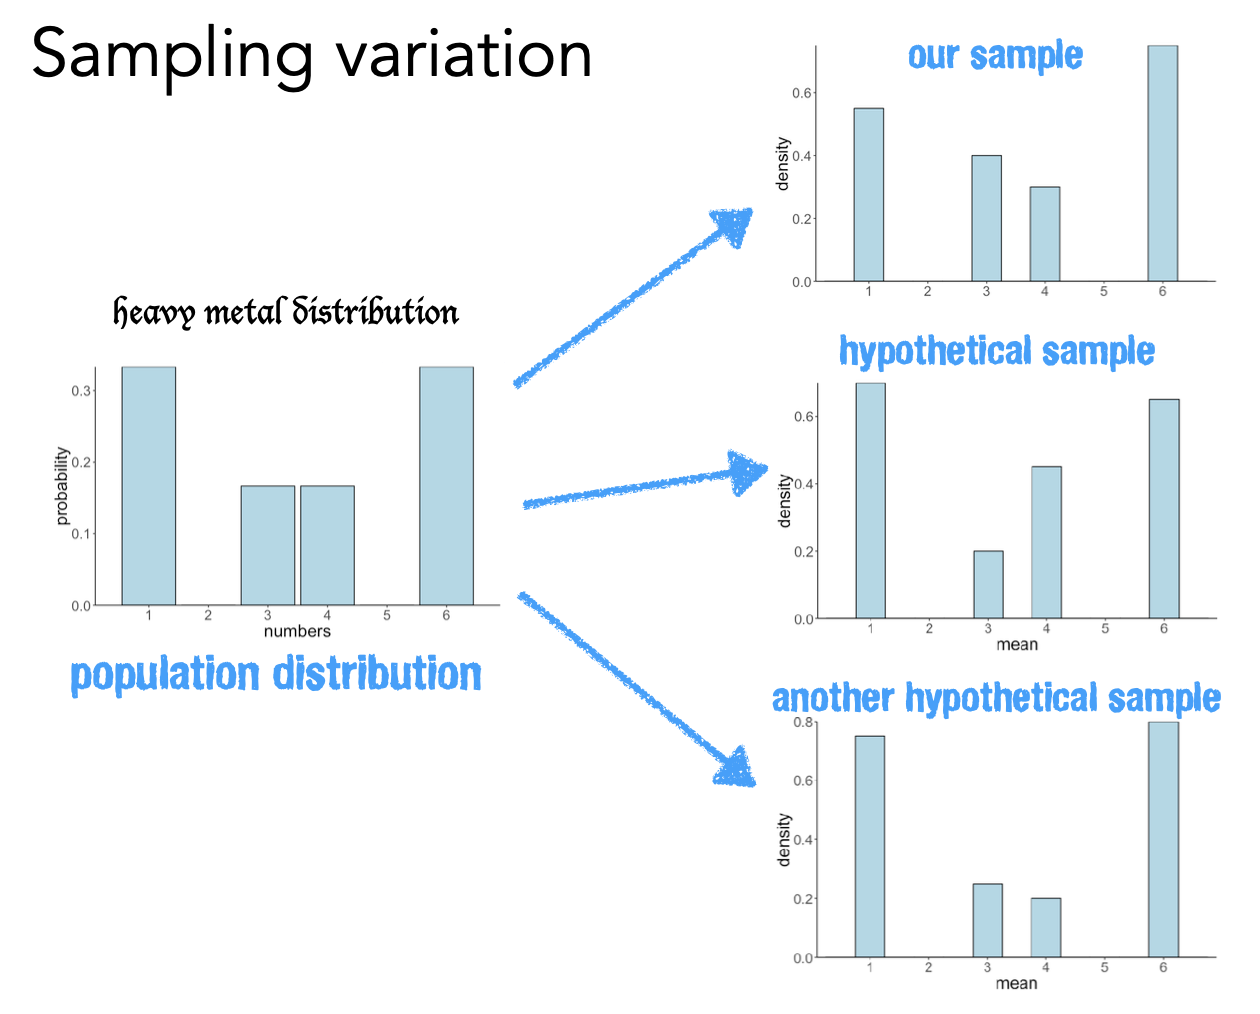 Sampling variation
heavy metal distribution
probability
0.3
0.2
0.1
0.0
1 2 3 4 5 6
numbers
population distribution
our sample
density
0.6
0.4
0.2
0.0
1 2 3 4 5 6
hypothetical sample
density
0.6
0.4
0.2
0.0
1 2 3 4 5 6
mean
another hypothetical sample
density
0.8
0.6
0.4
0.2
0.0
1 2 3 4 5 6
mean